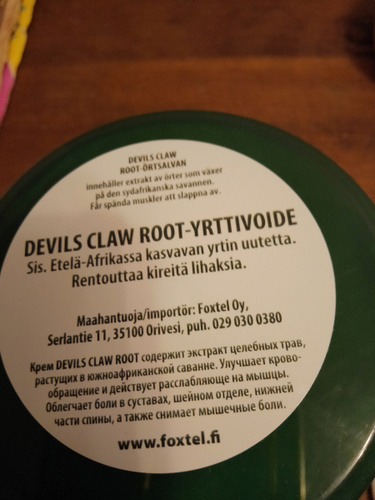 DEVILS CLAW
ROOT-ÖRTSALVAN
innehåller extrakt av örter som växer
på den sydafrikanska savannen.
Får spända muskler att slappna av.
DEVILS CLAW ROOT-YRTTIVOIDE
Sis. Etelä-Afrikassa kasvavan yrtin uutetta.
Rentouttaa kireitä lihaksia.
Maahantuoja/importör: Foxtel Oy,
Serlantie 11, 35100 Orivesi, puh. 029 030 0380
Крем DEVILS CLAW ROOT содержит экстракт целебных трав,
растущих в южноафриканской саванне. Улучшает крово-
обращение и действует расслабляюще на мышцы.
Облегчает боли в суставах, шейном отделе, нижней
части спины, а также снимает мышечные боли.
www.foxtel.fi